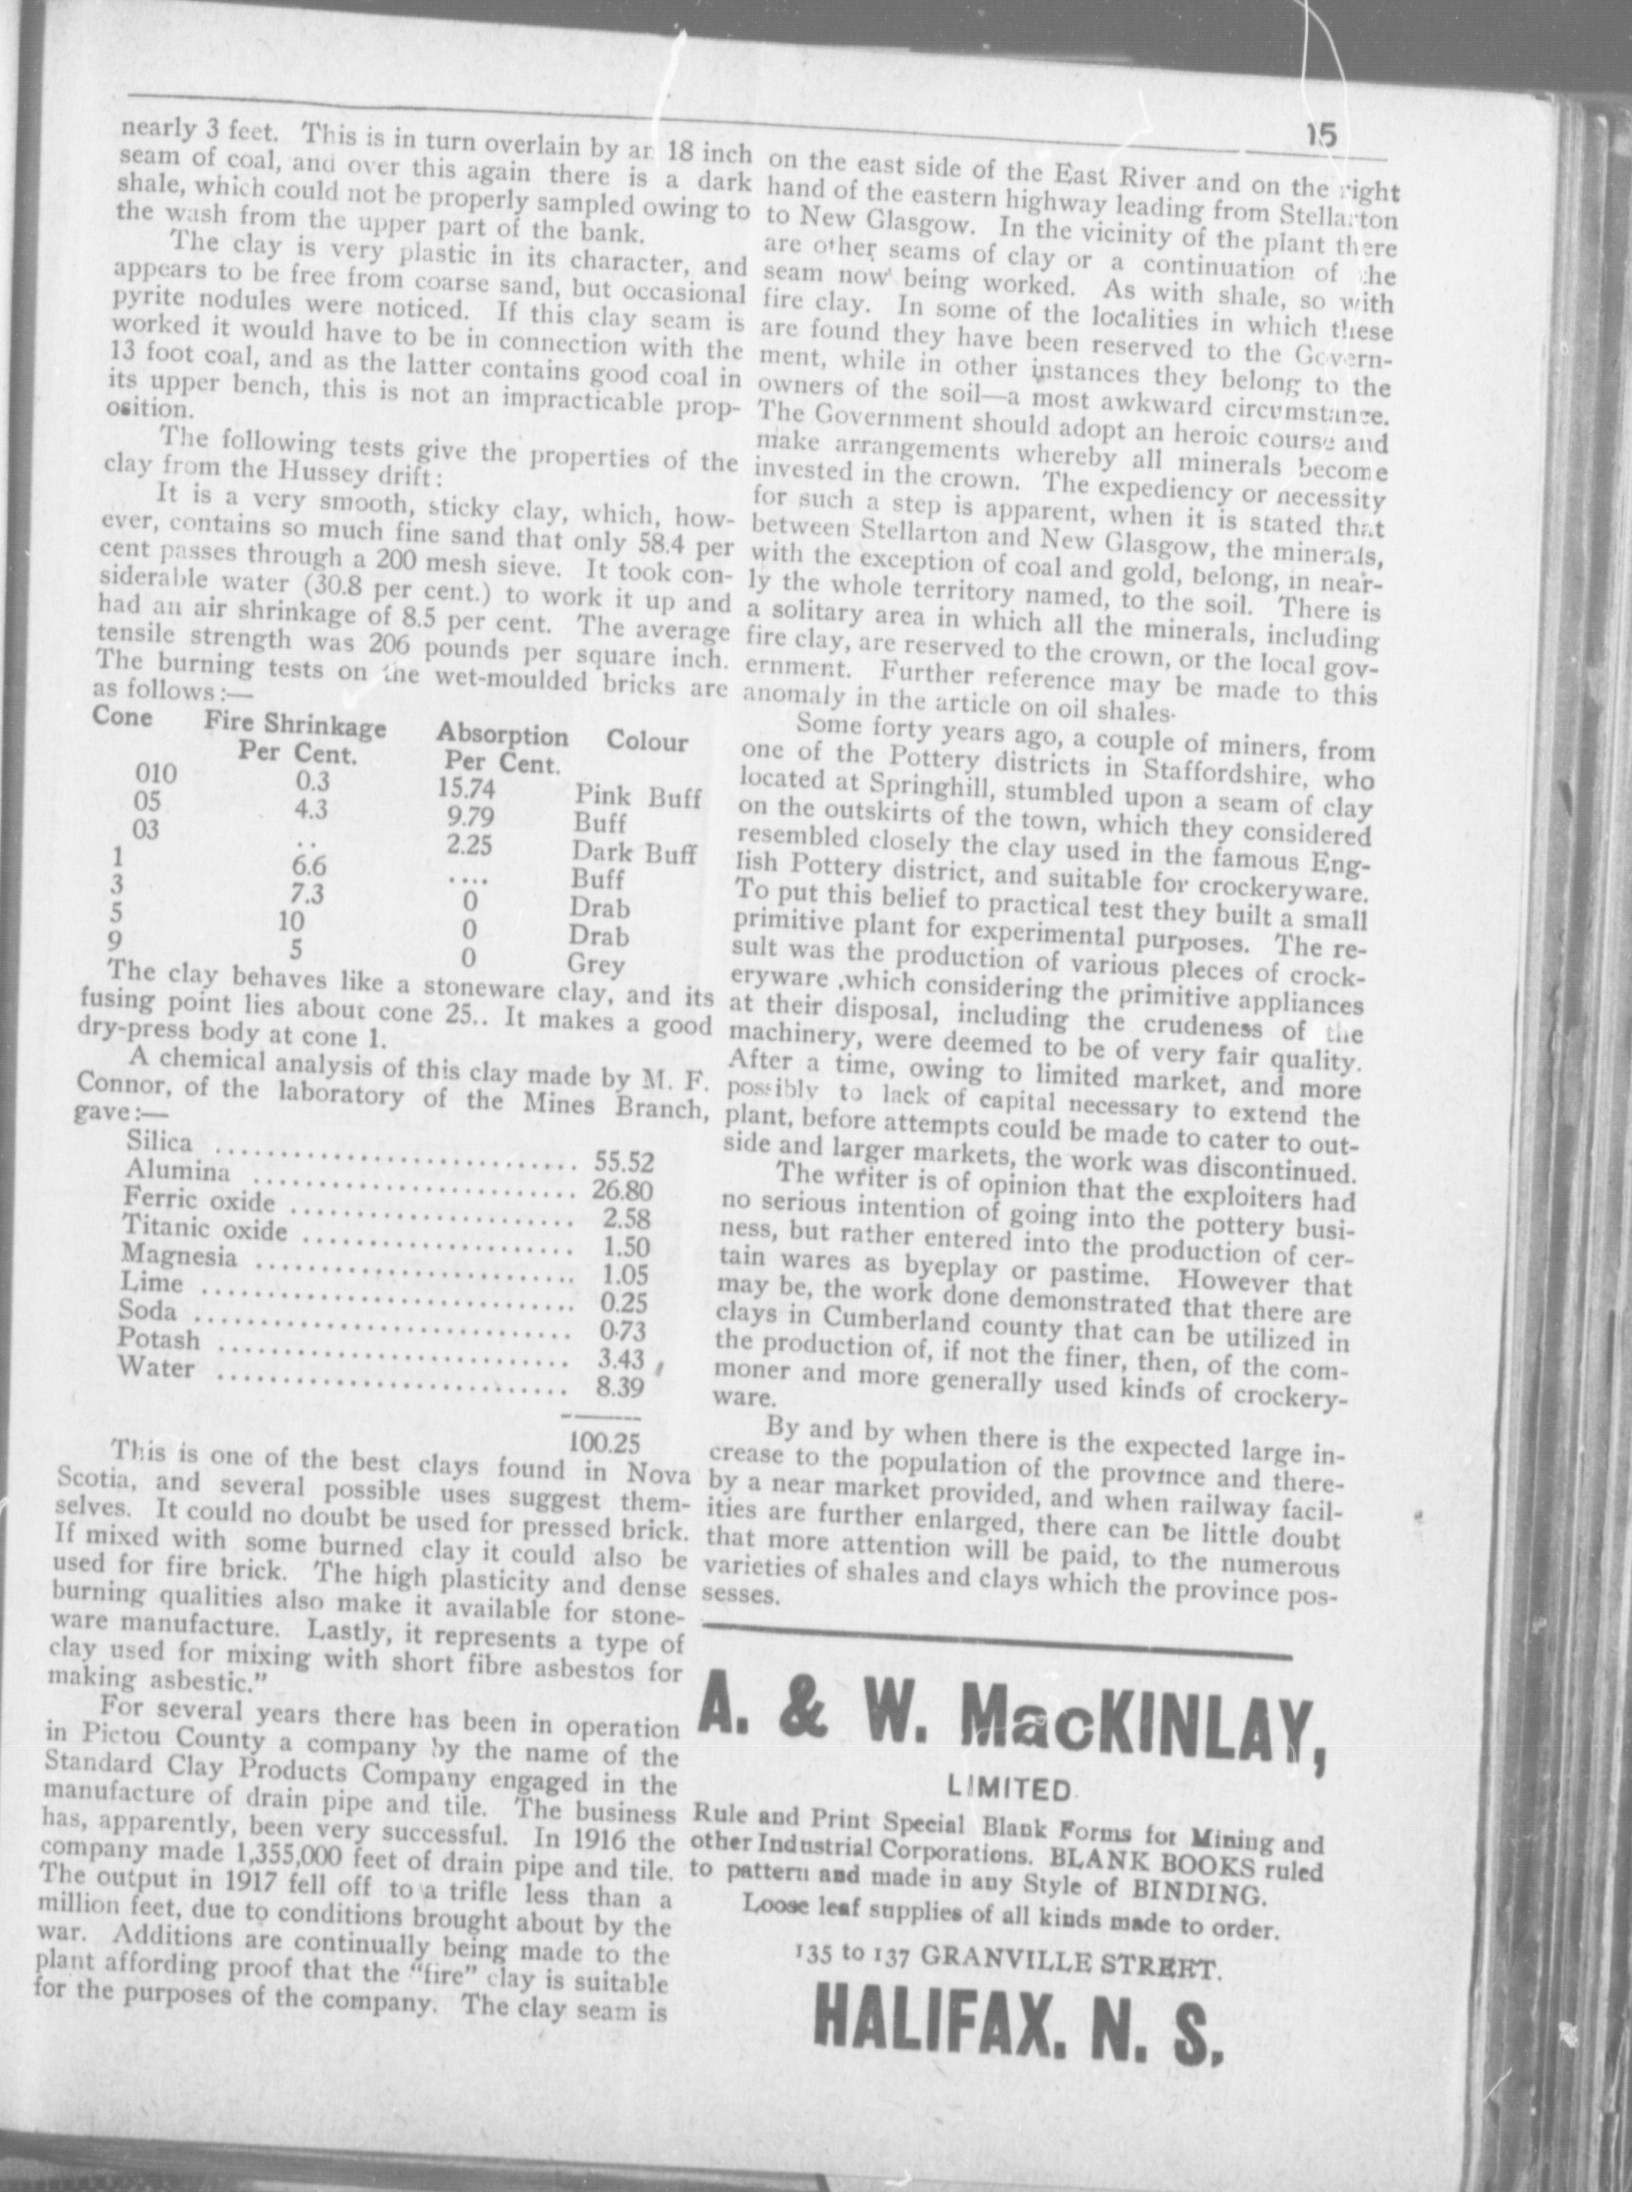 15
nearly 3 feet. This is in turn overlain by an 18 inch
seam of coal, and over this again there is a dark
shale, which could not be properly sampled owing to
the wash from the upper part of the bank.
The clay is very plastic in its character, and
appears to be free from coarse sand, but occasional
pyrite nodules were noticed. If this clay seam is
worked it would have to be in connection with the
13 foot coal, and as the latter contains good coal in
its upper bench, this is not an impracticable prop-
osition.
The following tests give the properties of the
clay from the Hussey drift:
It is a very smooth, sticky clay, which, how-
ever, contains so much fine sand that only 58.4 per
cent passes through a 200 mesh sieve. It took con-
siderable water (30.8 per cent.) to work it up and
had an air shrinkage of 8.5 per cent. The average
tensile strength was 206 pounds per square inch.
The burning tests on the wet-moulded bricks are
as follows:—
Cone Fire Shrinkage Absorption Colour
Per Cent. Per Cent.
010 0.3 15.74 Pink Buff
05 4.3 9.79 Buff
03 .. 2.25 Dark Buff
1 6.6 .... Buff
3 7.3 0 Drab
5 10 0 Drab
9 5 0 Grey
The clay behaves like a stoneware clay, and its
fusing point lies about cone 25.. It makes a good
dry-press body at cone 1.
A chemical analysis of this clay made by M. F.
Connor, of the laboratory of the Mines Branch,
gave:—
Silica ............................ 55.52
Alumina ......................... 26.80
Ferric oxide ...................... 2.58
Titanic oxide ..................... 1.50
Magnesia ........................ 1.05
Lime ............................ 0.25
Soda ............................. 0.73
Potash ........................... 3.43
Water ........................... 8.39
100.25
This is one of the best clays found in Nova
Scotia, and several possible uses suggest them-
selves. It could no doubt be used for pressed brick.
If mixed with some burned clay it could also be
used for fire brick. The high plasticity and dense
burning qualities also make it available for stone-
ware manufacture. Lastly, it represents a type of
clay used for mixing with short fibre asbestos for
making asbestic."
For several years there has been in operation
in Pictou County a company by the name of the
Standard Clay Products Company engaged in the
manufacture of drain pipe and tile. The business
has, apparently, been very successful. In 1916 the
company made 1,355,000 feet of drain pipe and tile.
The output in 1917 fell off to a trifle less than a
million feet, due to conditions brought about by the
war. Additions are continually being made to the
plant affording proof that the "fire" clay is suitable
for the purposes of the company. The clay seam is
on the east side of the East River and on the right
hand of the eastern highway leading from Stellarton
to New Glasgow. In the vicinity of the plant there
are other seams of clay or a continuation of the
seam now being worked. As with shale, so with
fire clay. In some of the localities in which these
are found they have been reserved to the Govern-
ment, while in other instances they belong to the
owners of the soil—a most awkward circumstance.
The Government should adopt an heroic course and
make arrangements whereby all minerals become
invested in the crown. The expediency or necessity
for such a step is apparent, when it is stated that
between Stellarton and New Glasgow, the minerals,
with the exception of coal and gold, belong, in near-
ly the whole territory named, to the soil. There is
a solitary area in which all the minerals, including
fire clay, are reserved to the crown, or the local gov-
ernment. Further reference may be made to this
anomaly in the article on oil shales.
Some forty years ago, a couple of miners, from
one of the Pottery districts in Staffordshire, who
located at Springhill, stumbled upon a seam of clay
on the outskirts of the town, which they considered
resembled closely the clay used in the famous Eng-
lish Pottery district, and suitable for crockeryware.
To put this belief to practical test they built a small
primitive plant for experimental purposes. The re-
sult was the production of various pieces of crock-
eryware ,which considering the primitive appliances
at their disposal, including the crudeness of the
machinery, were deemed to be of very fair quality.
After a time, owing to limited market, and more
possibly to lack of capital necessary to extend the
plant, before attempts could be made to cater to out-
side and larger markets, the work was discontinued.
The writer is of opinion that the exploiters had
no serious intention of going into the pottery busi-
ness, but rather entered into the production of cer-
tain wares as byeplay or pastime. However that
may be, the work done demonstrated that there are
clays in Cumberland county that can be utilized in
the production of, if not the finer, then, of the com-
moner and more generally used kinds of crockery-
ware.
By and by when there is the expected large in-
crease to the population of the province and there-
by a near market provided, and when railway facil-
ities are further enlarged, there can be little doubt
that more attention will be paid, to the numerous
varieties of shales and clays which the province pos-
sesses.
A. & W. MacKINLAY,
LIMITED.
Rule and Print Special Blank Forms for Mining and
other Industrial Corporations. BLANK BOOKS ruled
to pattern and made in any Style of BINDING.
Loose leaf supplies of all kinds made to order.
135 to 137 GRANVILLE STREET.
HALIFAX. N. S.